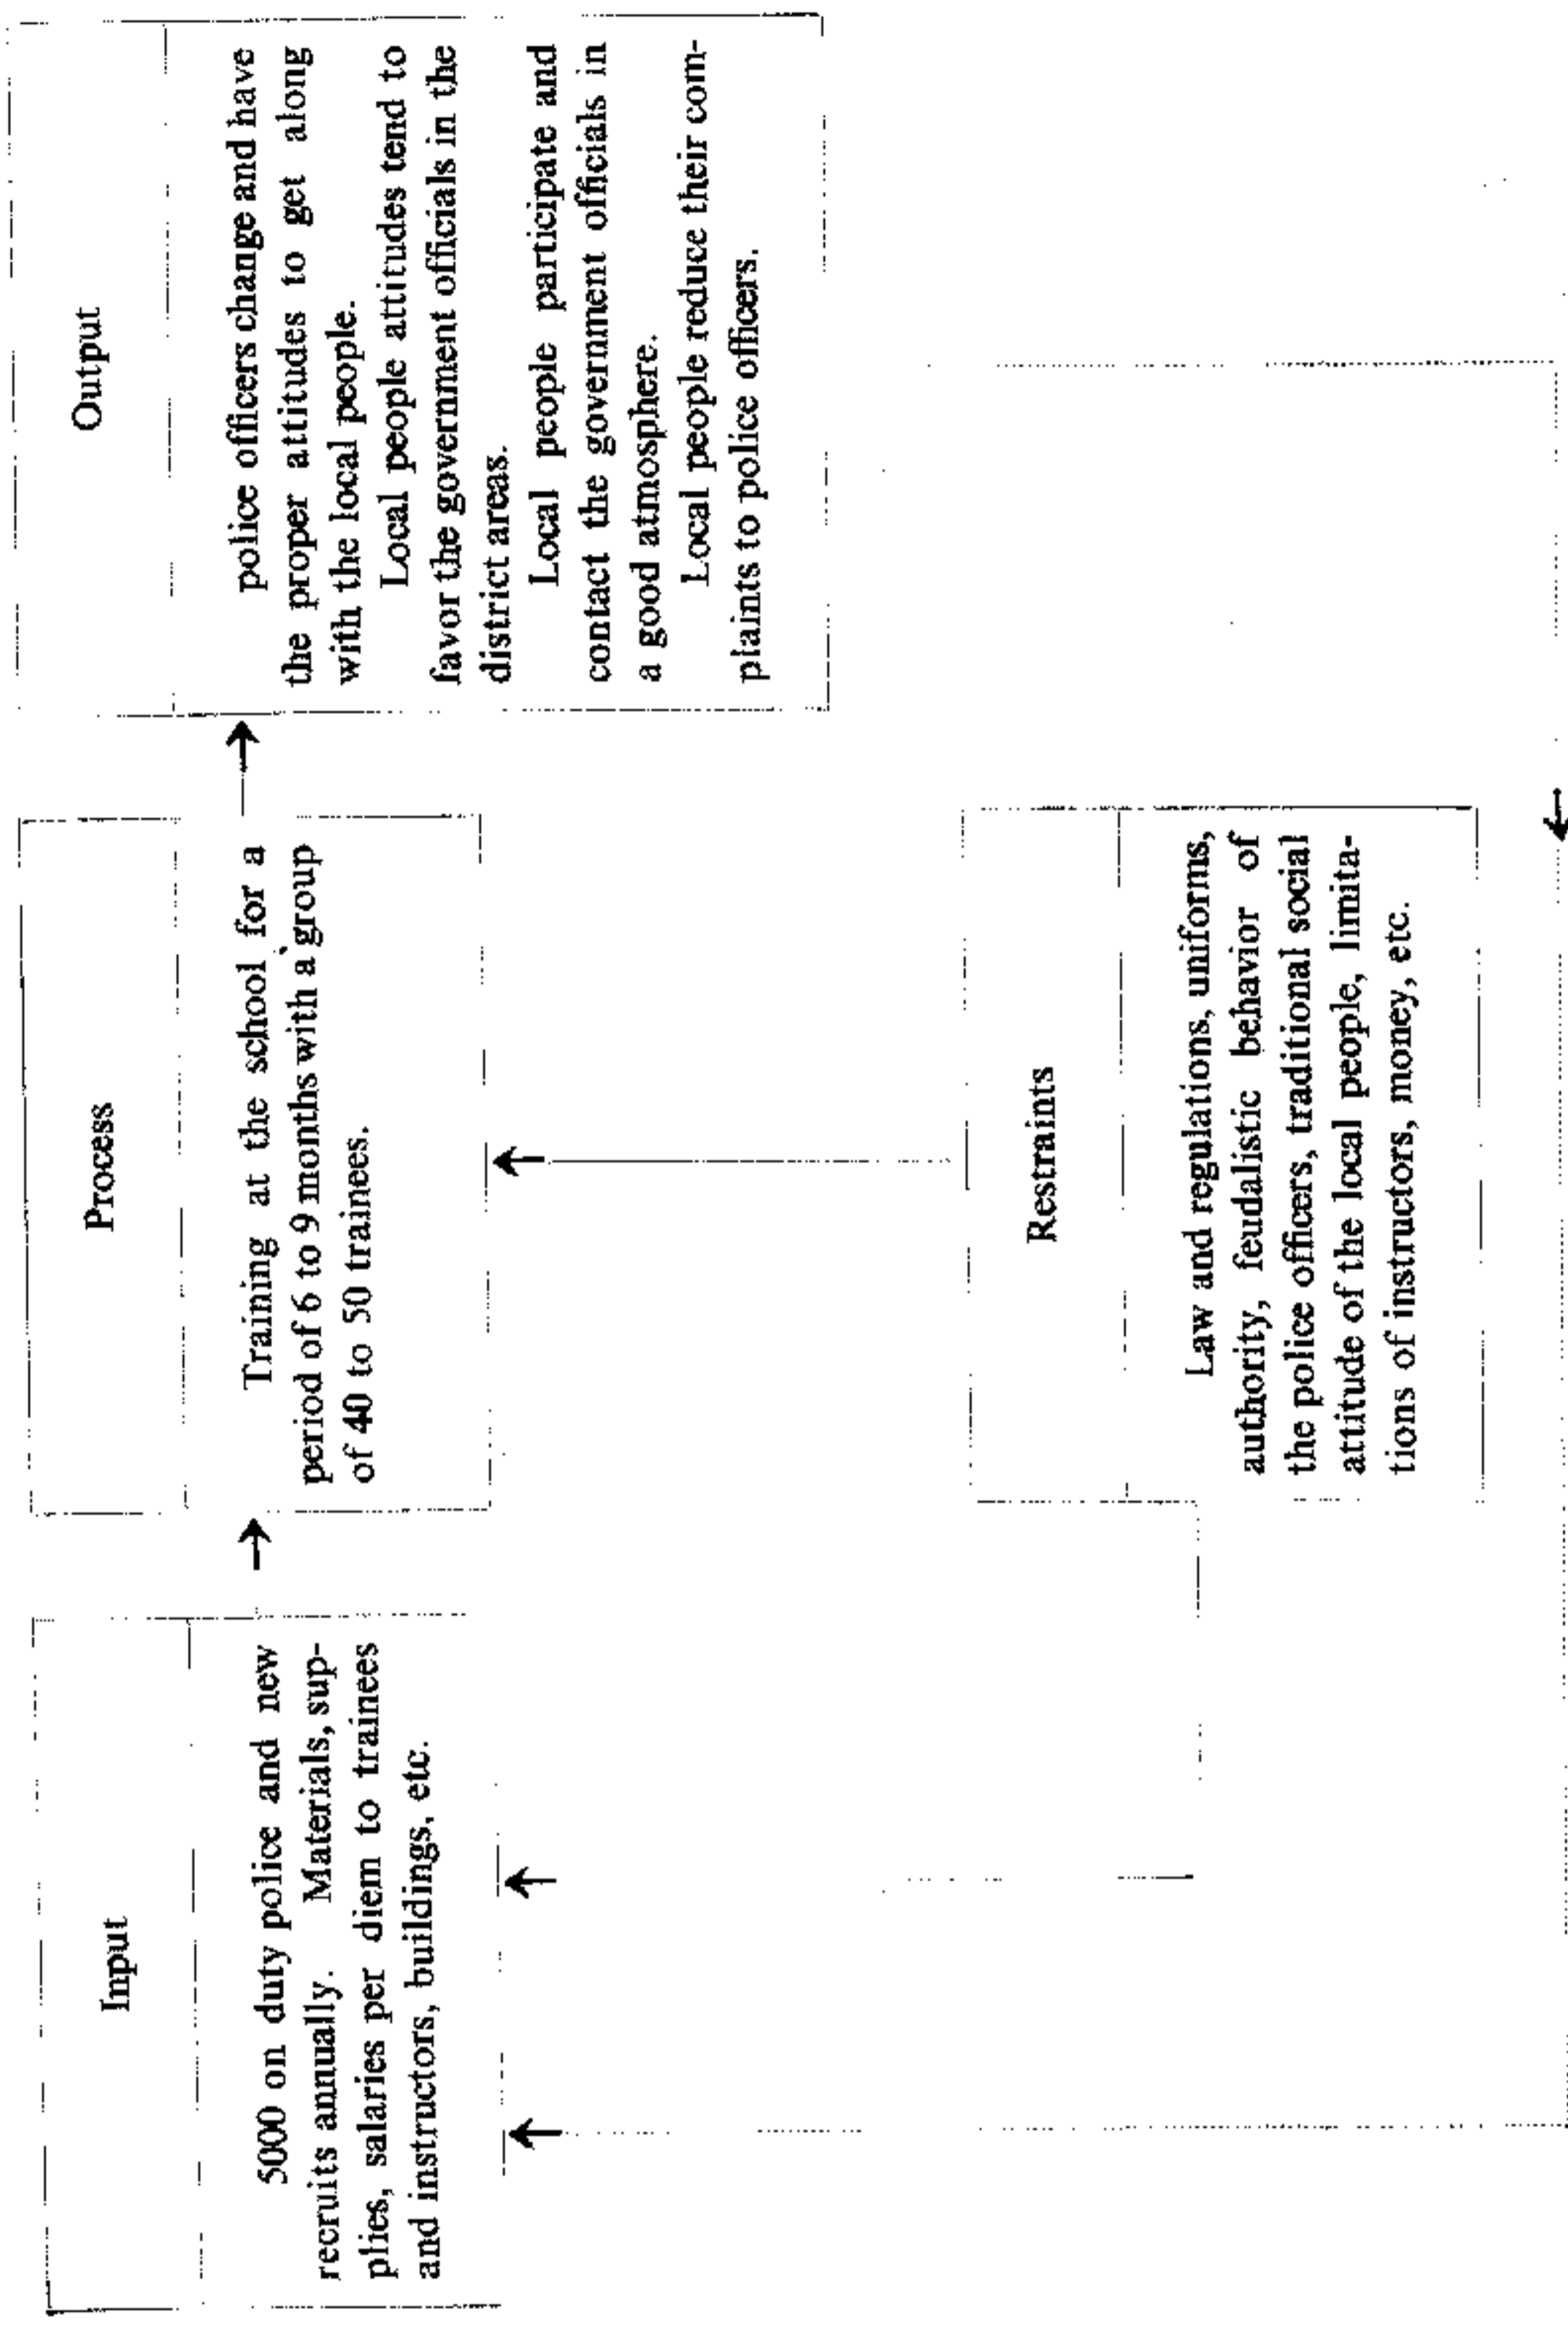 Input
5000 on duty police and new
recruits annually. Materials, sup-
plies, salaries per diem to trainees
and instructors, buildings, etc.
Process
Training at the school for a
period of 6 to 9 months with a group
of 40 to 50 trainees.
Output
police officers change and have
the proper attitudes to get along
with the local people.
Local people attitudes tend to
favor the government officials in the
district areas.
Local people participate and
contact the government officials in
a good atmosphere.
Local people reduce their com-
plaints to police officers.
Restraints
Law and regulations, uniforms,
authority, feudalistic behavior of
the police officers, traditional social
attitude of the local people, limita-
tions of instructors, money, etc.